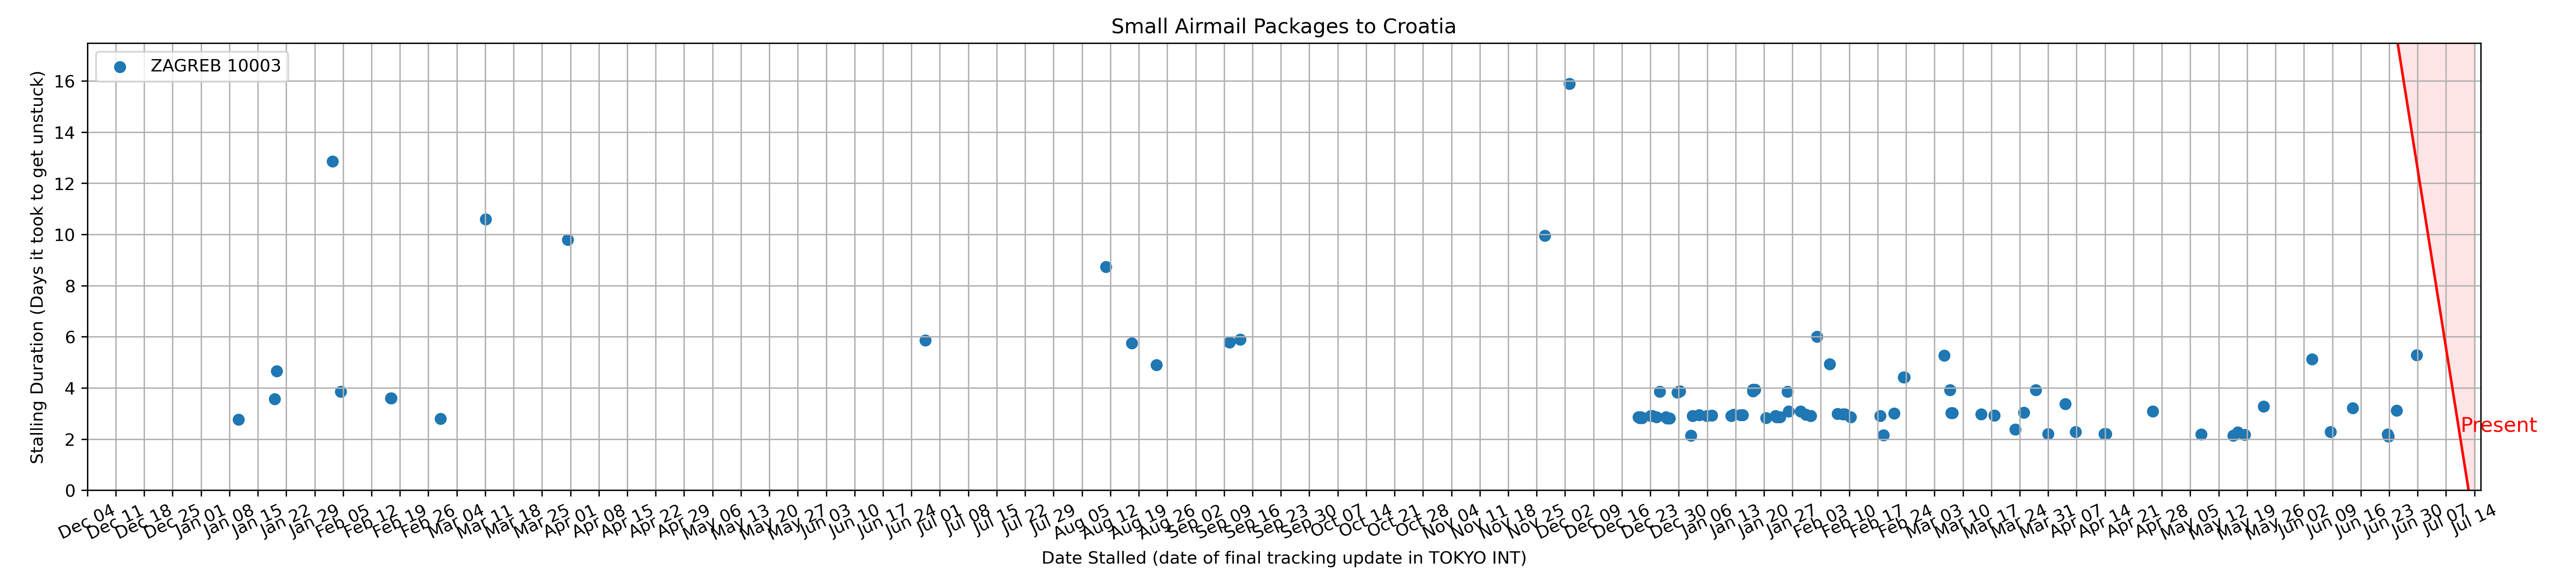 Small Airmail Packages to Croatia
ZAGREB 10003
Stalling Duration (Days it took to get unstuck)
16
14
12
10
8
6
4
2
0
Present
Dec 04 Dec 11 Dec 18 Dec 25 Jan 01 Jan 08 Jan 15 Jan 22 Jan 29 Feb 05 Feb 12 Feb 19 Feb 26 Mar 04 Mar 11 Mar 18 Mar 25 Apr 01 Apr 08 Apr 15 Apr 22 Apr 29 May 06 May 13 May 20 May 27 Jun 03 Jun 10 Jun 17 Jun 24 Jul 01 Jul 08 Jul 15 Jul 22 Jul 29 Aug 05 Aug 12 Aug 19 Aug 26 Sep 02 Sep 09 Sep 16 Sep 23 Sep 30 Oct 07 Oct 14 Oct 21 Oct 28 Nov 04 Nov 11 Nov 18 Nov 25 Dec 02 Dec 09 Dec 16 Dec 23 Dec 30 Jan 06 Jan 13 Jan 20 Jan 27 Feb 03 Feb 10 Feb 17 Feb 24 Mar 03 Mar 10 Mar 17 Mar 24 Mar 31 Apr 07 Apr 14 Apr 21 Apr 28 May 05 May 12 May 19 May 26 Jun 02 Jun 09 Jun 16 Jun 23 Jun 30 Jul 07 Jul 14
Date Stalled (date of final tracking update in TOKYO INT)